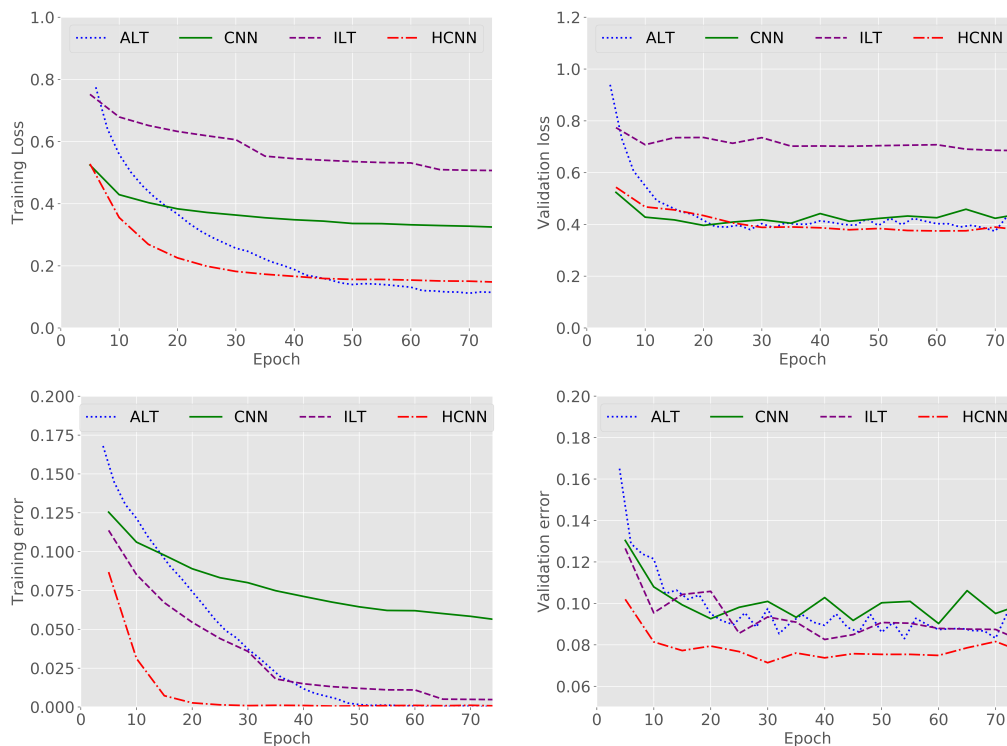 1.0
0.8
0.6
0.4
0.2
0.0
Training Loss
ALT CNN ILT HCNN
0 10 20 30 40 50 60 70
Epoch
1.2
1.0
0.8
0.6
0.4
0.2
0.0
Validation loss
ALT CNN ILT HCNN
0 10 20 30 40 50 60 70
Epoch
0.200
0.175
0.150
0.125
0.100
0.075
0.050
0.025
0.000
Training error
ALT CNN ILT HCNN
0 10 20 30 40 50 60 70
Epoch
0.20
0.18
0.16
0.14
0.12
0.10
0.08
0.06
Validation error
ALT CNN ILT HCNN
0 10 20 30 40 50 60 70
Epoch